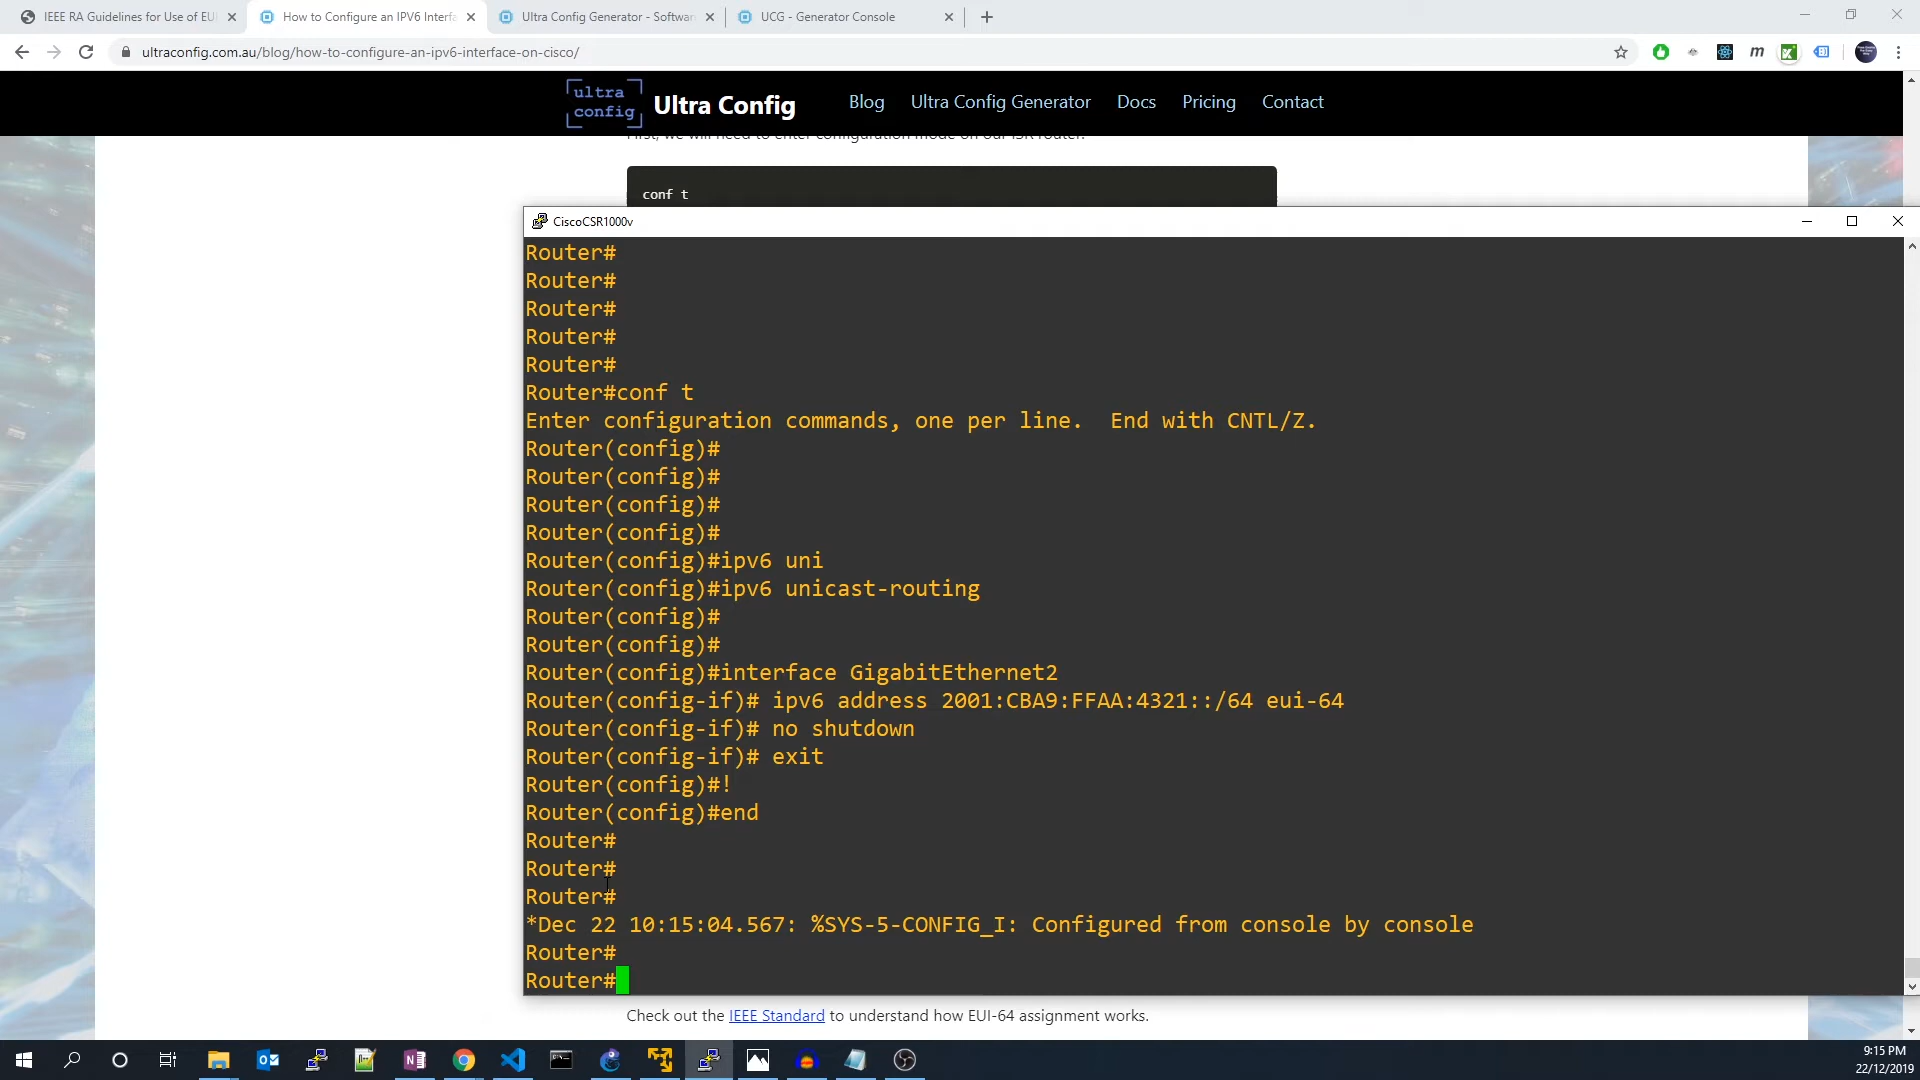 IEEE RA Guidelines for Use of EUI
How to Configure an IPV6 Interfa
Ultra Config Generator - Softwar
UCG - Generator Console
ultraconfig.com.au/blog/how-to-configure-an-ipv6-interface-on-cisco/
ultra
config
Ultra Config
Blog
Ultra Config Generator
Docs
Pricing
Contact
First, we will need to enter configuration mode on our ISR router.
conf t
CiscoCSR1000v
Router#
Router#
Router#
Router#
Router#
Router#conf t
Enter configuration commands, one per line.  End with CNTL/Z.
Router(config)#
Router(config)#
Router(config)#
Router(config)#
Router(config)#ipv6 uni
Router(config)#ipv6 unicast-routing
Router(config)#
Router(config)#
Router(config)#interface GigabitEthernet2
Router(config-if)# ipv6 address 2001:CBA9:FFAA:4321::/64 eui-64
Router(config-if)# no shutdown
Router(config-if)# exit
Router(config)#!
Router(config)#end
Router#
Router#
Router#
*Dec 22 10:15:04.567: %SYS-5-CONFIG_I: Configured from console by console
Router#
Router#
Check out the IEEE Standard to understand how EUI-64 assignment works.
9:15 PM
22/12/2019